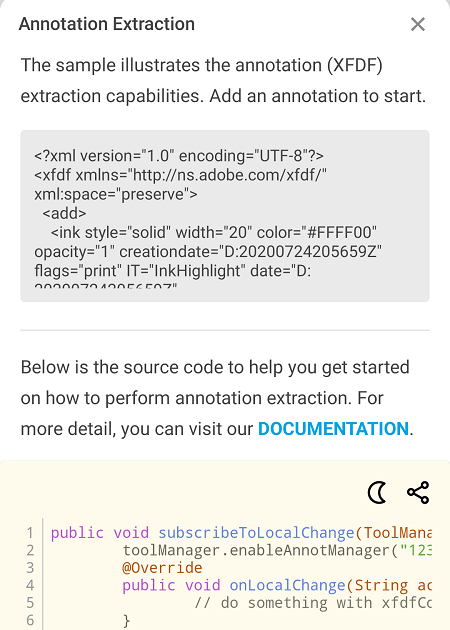 Annotation Extraction
The sample illustrates the annotation (XFDF)
extraction capabilities. Add an annotation to start.
<?xml version="1.0" encoding="UTF-8"?>
<xfdf xmlns="http://ns.adobe.com/xfdf/"
xml:space="preserve">
<add>
<ink style="solid" width="20" color="#FFFF00"
opacity="1" creationdate="D:20200724205659Z"
flags="print" IT="InkHighlight" date="D:
20200724205659Z"
Below is the source code to help you get started
on how to perform annotation extraction. For
more detail, you can visit our DOCUMENTATION.
1 public void subscribeToLocalChange(ToolMana
2 toolManager.enableAnnotManager("123
3 @Override
4 public void onLocalChange(String ac
5 // do something with xfdfCo
6 }